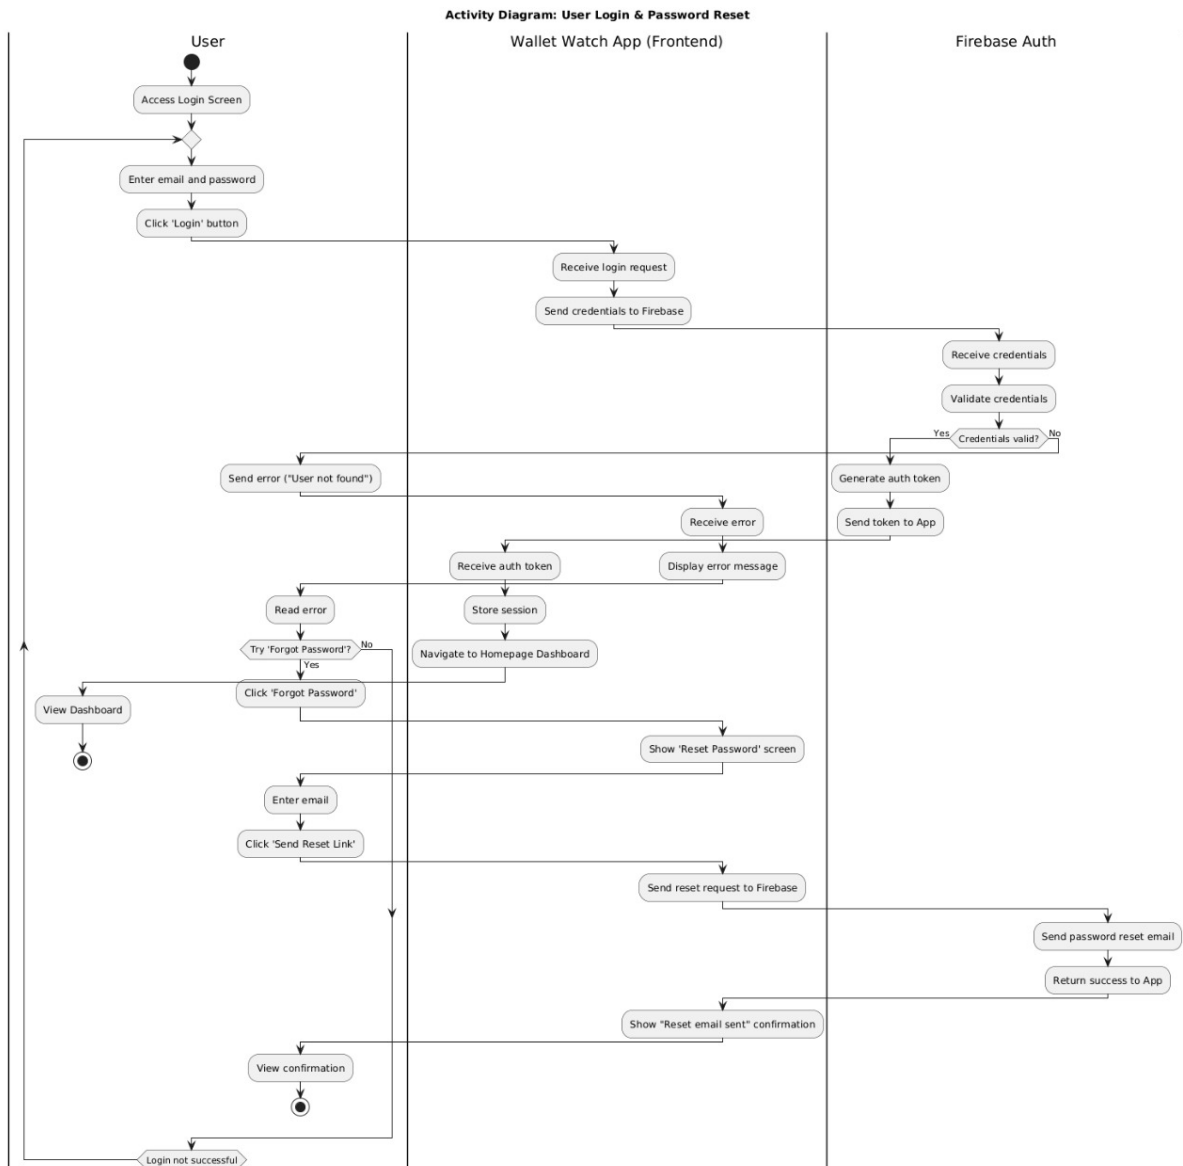 Activity Diagram: User Login & Password Reset
User
Wallet Watch App (Frontend)
Firebase Auth
Access Login Screen
Enter email and password
Click 'Login' button
Receive login request
Send credentials to Firebase
Receive credentials
Validate credentials
Yes
Credentials valid?
No
Send error ("User not found")
Generate auth token
Receive error
Send token to App
Receive auth token
Display error message
Read error
Store session
Try 'Forgot Password'?
No
Yes
Navigate to Homepage Dashboard
Click 'Forgot Password'
View Dashboard
Show 'Reset Password' screen
Enter email
Click 'Send Reset Link'
Send reset request to Firebase
Send password reset email
Return success to App
Show "Reset email sent" confirmation
View confirmation
Login not successful